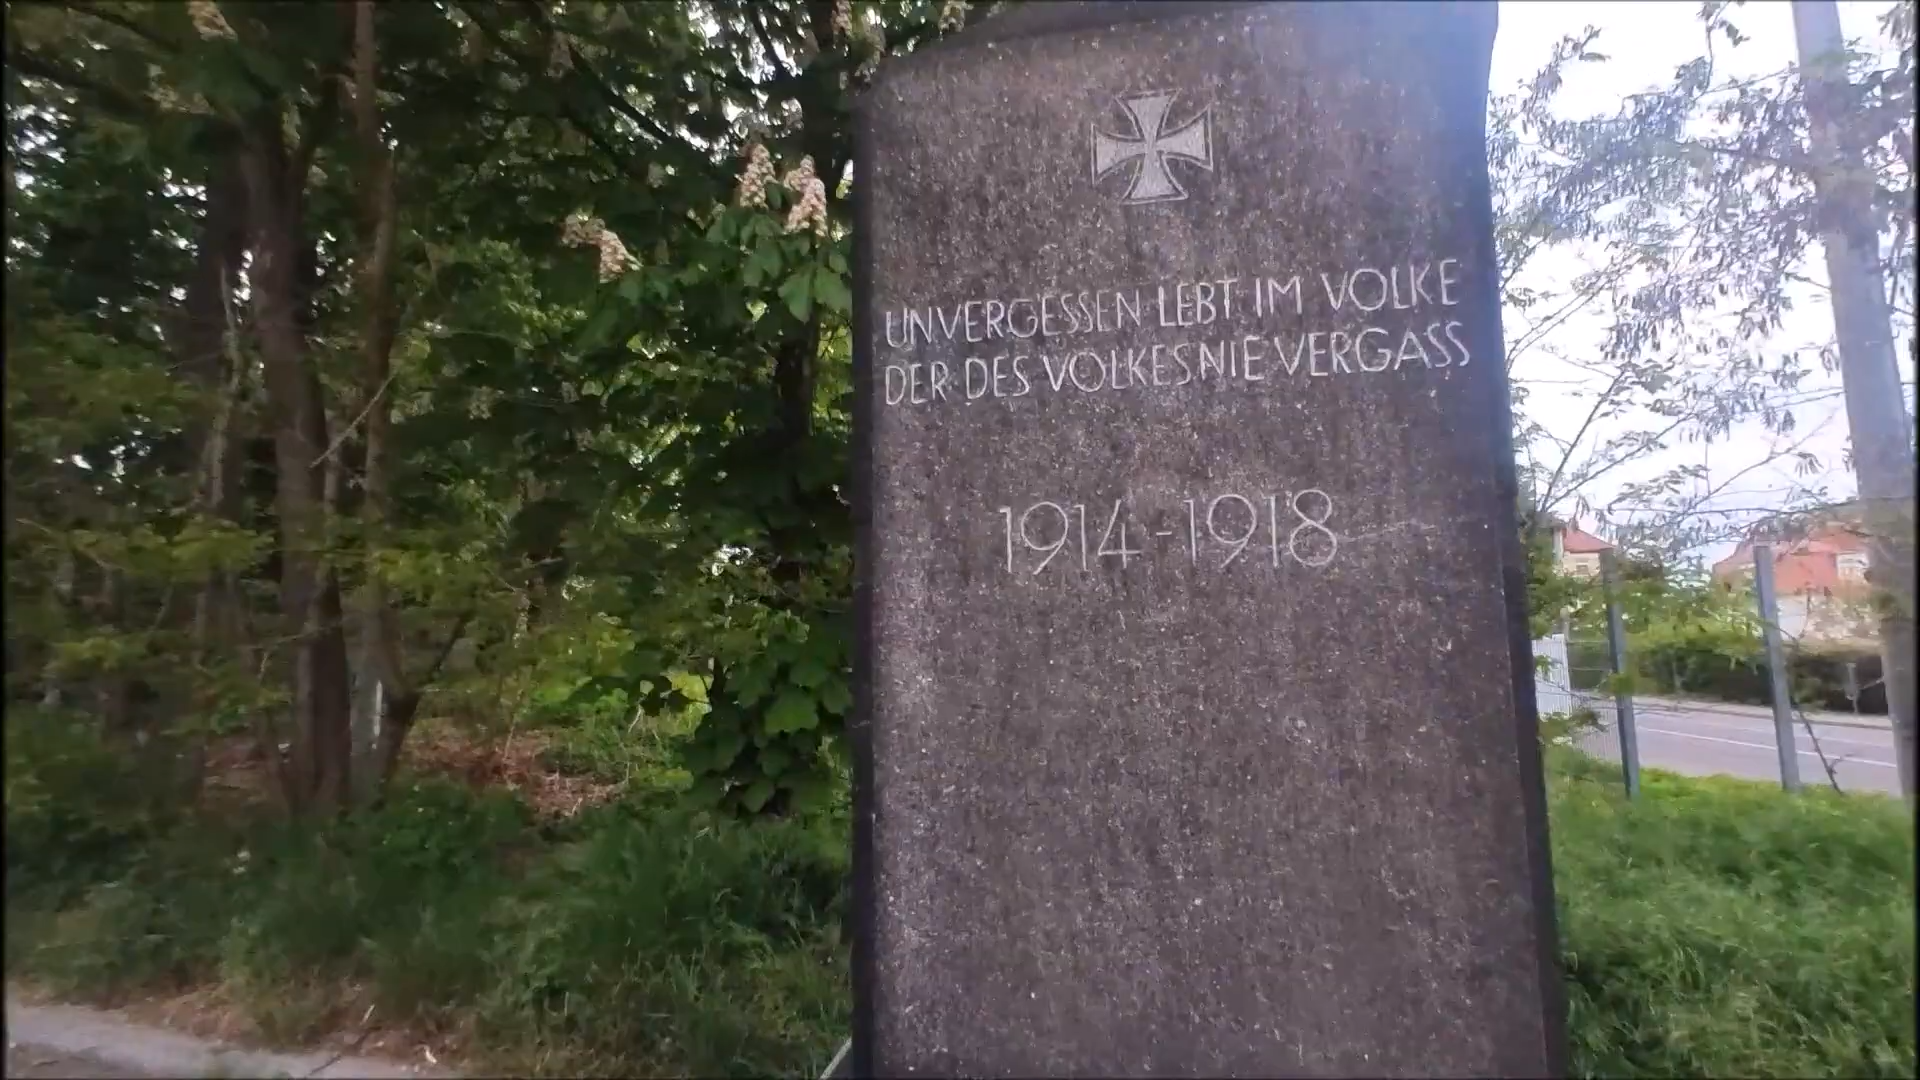 UNVERGESSEN LEBT IM VOLKE
DER DES VOLKES NIE VERGASS
1914-1918